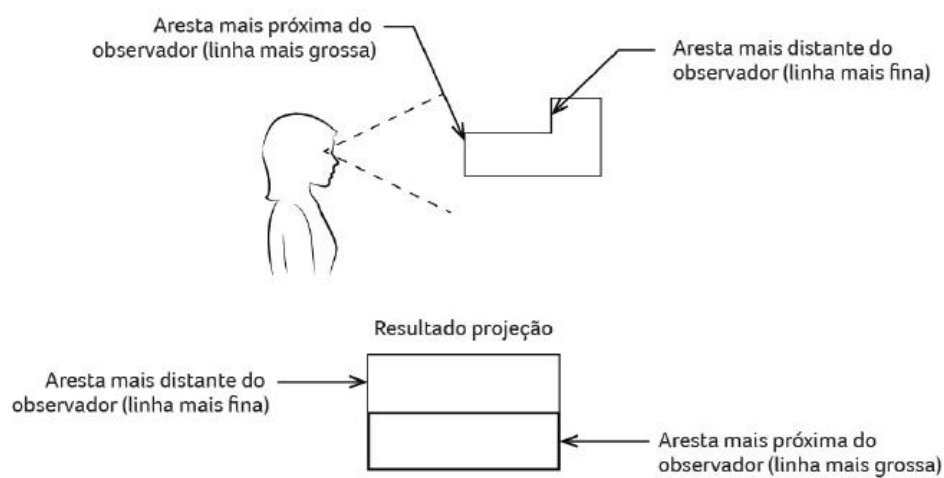 Aresta mais próxima do
observador (linha mais grossa)
Aresta mais distante do
observador (linha mais fina)
Resultado projeção
Aresta mais distante do
observador (linha mais fina)
Aresta mais próxima do
observador (linha mais grossa)